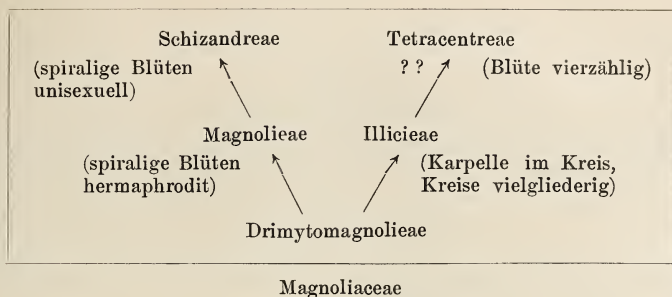 Schizandreae Tetracentreae
(spiralige Blüten ? ? (Blüte vierzählig)
unisexuell)
Magnolieae Illicieae
(spiralige Blüten (Karpelle im Kreis,
hermaphrodit) Kreise vielgliederig)
Drimytomagnolieae
Magnoliaceae